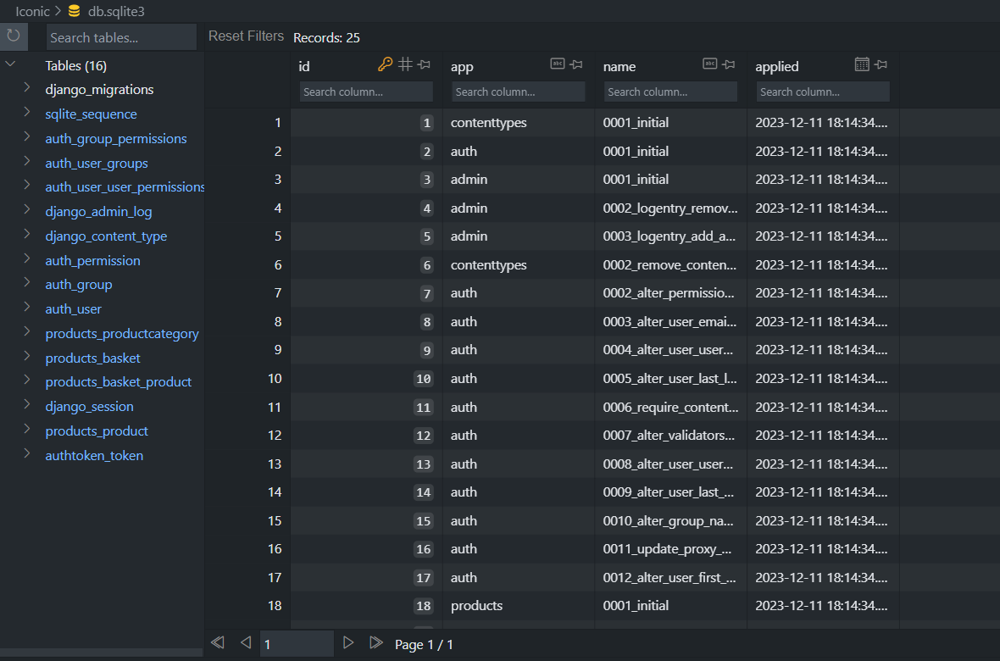 Iconic > db.sqlite3
Search tables...
Reset Filters
Records: 25
Tables (16)
django_migrations
sqlite_sequence
auth_group_permissions
auth_user_groups
auth_user_user_permissions
django_admin_log
django_content_type
auth_permission
auth_group
auth_user
products_productcategory
products_basket
products_basket_product
django_session
products_product
authtoken_token
id app name applied
Search column... Search column... Search column... Search column...
1 1 contenttypes 0001_initial 2023-12-11 18:14:34....
2 2 auth 0001_initial 2023-12-11 18:14:34....
3 3 admin 0001_initial 2023-12-11 18:14:34....
4 4 admin 0002_logentry_remov... 2023-12-11 18:14:34....
5 5 admin 0003_logentry_add_a... 2023-12-11 18:14:34....
6 6 contenttypes 0002_remove_conten... 2023-12-11 18:14:34....
7 7 auth 0002_alter_permissio... 2023-12-11 18:14:34....
8 8 auth 0003_alter_user_emai... 2023-12-11 18:14:34....
9 9 auth 0004_alter_user_user... 2023-12-11 18:14:34....
10 10 auth 0005_alter_user_last_l... 2023-12-11 18:14:34....
11 11 auth 0006_require_content... 2023-12-11 18:14:34....
12 12 auth 0007_alter_validators... 2023-12-11 18:14:34....
13 13 auth 0008_alter_user_user... 2023-12-11 18:14:34....
14 14 auth 0009_alter_user_last_... 2023-12-11 18:14:34....
15 15 auth 0010_alter_group_na... 2023-12-11 18:14:34....
16 16 auth 0011_update_proxy_... 2023-12-11 18:14:34....
17 17 auth 0012_alter_user_first_... 2023-12-11 18:14:34....
18 18 products 0001_initial 2023-12-11 18:14:34....
1 Page 1 / 1